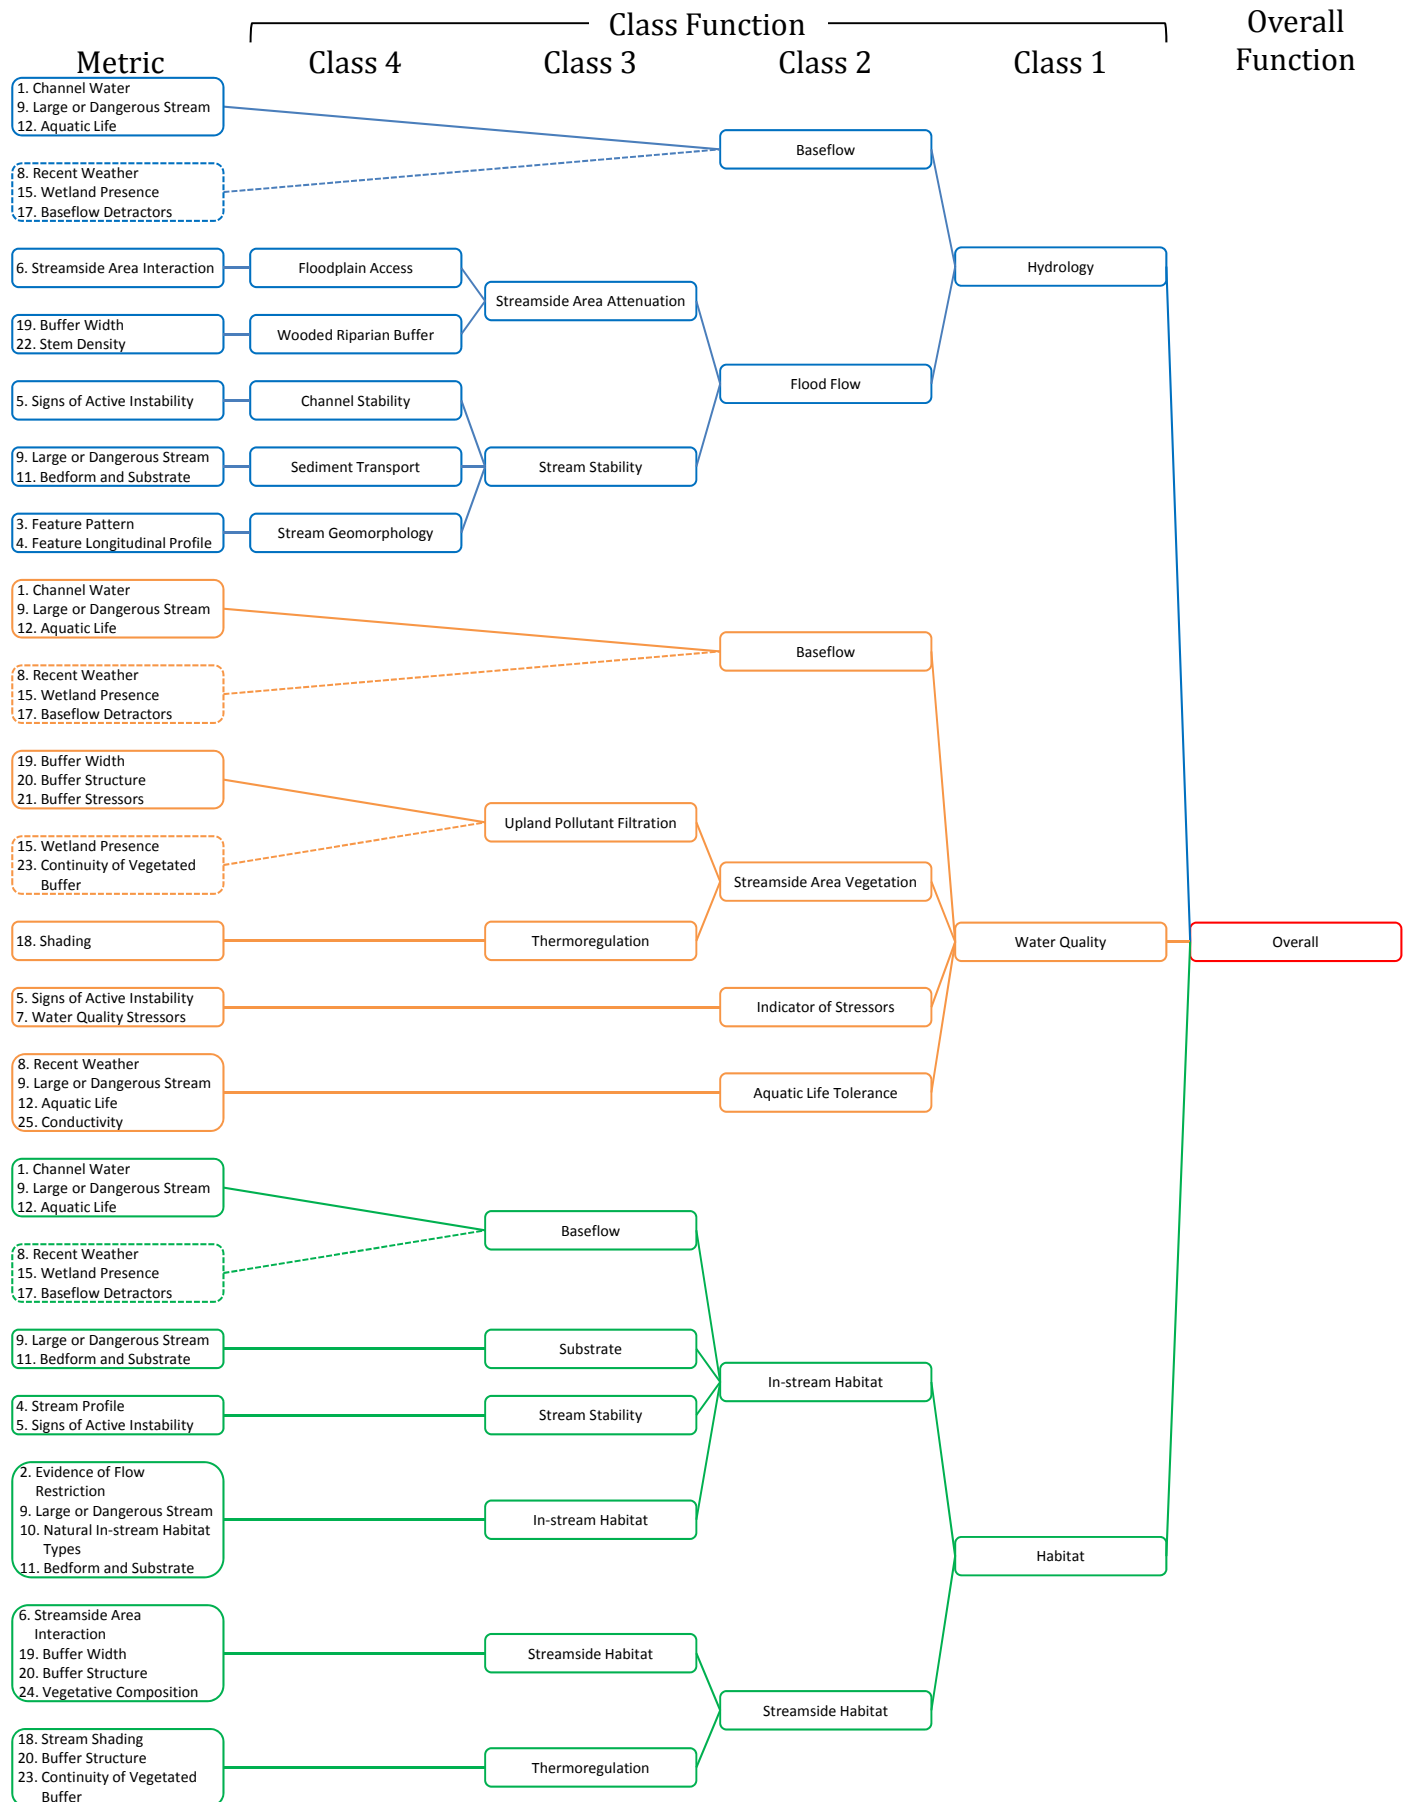 Class Function
Overall
Function
Metric
Class 4
Class 3
Class 2
Class 1
1. Channel Water
9. Large or Dangerous Stream
12. Aquatic Life
Baseflow
8. Recent Weather
15. Wetland Presence
17. Baseflow Detractors
6. Streamside Area Interaction
Floodplain Access
Hydrology
Streamside Area Attenuation
19. Buffer Width
22. Stem Density
Wooded Riparian Buffer
Flood Flow
5. Signs of Active Instability
Channel Stability
9. Large or Dangerous Stream
11. Bedform and Substrate
Sediment Transport
Stream Stability
3. Feature Pattern
4. Feature Longitudinal Profile
Stream Geomorphology
1. Channel Water
9. Large or Dangerous Stream
12. Aquatic Life
Baseflow
8. Recent Weather
15. Wetland Presence
17. Baseflow Detractors
19. Buffer Width
20. Buffer Structure
21. Buffer Stressors
Upland Pollutant Filtration
15. Wetland Presence
23. Continuity of Vegetated
Buffer
Streamside Area Vegetation
18. Shading
Thermoregulation
Water Quality
Overall
5. Signs of Active Instability
7. Water Quality Stressors
Indicator of Stressors
8. Recent Weather
9. Large or Dangerous Stream
12. Aquatic Life
25. Conductivity
Aquatic Life Tolerance
1. Channel Water
9. Large or Dangerous Stream
12. Aquatic Life
Baseflow
8. Recent Weather
15. Wetland Presence
17. Baseflow Detractors
9. Large or Dangerous Stream
11. Bedform and Substrate
Substrate
In-stream Habitat
4. Stream Profile
5. Signs of Active Instability
Stream Stability
2. Evidence of Flow
Restriction
9. Large or Dangerous Stream
10. Natural In-stream Habitat
Types
11. Bedform and Substrate
In-stream Habitat
Habitat
6. Streamside Area
Interaction
19. Buffer Width
20. Buffer Structure
24. Vegetative Composition
Streamside Habitat
Streamside Habitat
18. Stream Shading
20. Buffer Structure
23. Continuity of Vegetated
Buffer
Thermoregulation